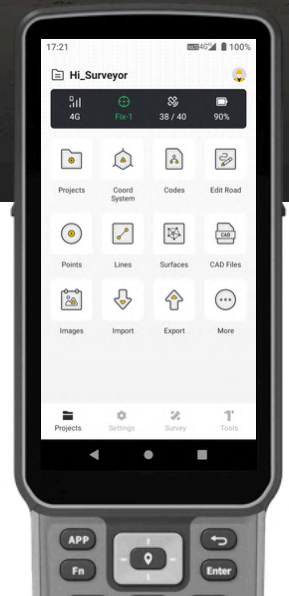 17:21
4G
100%
Hi_Surveyor
4G
Fix-1
38 / 40
90%
Projects
Coord
System
Codes
Edit Road
Points
Lines
Surfaces
CAD
CAD Files
Images
Import
Export
More
Projects
Settings
Survey
Tools
APP
Fn
Enter